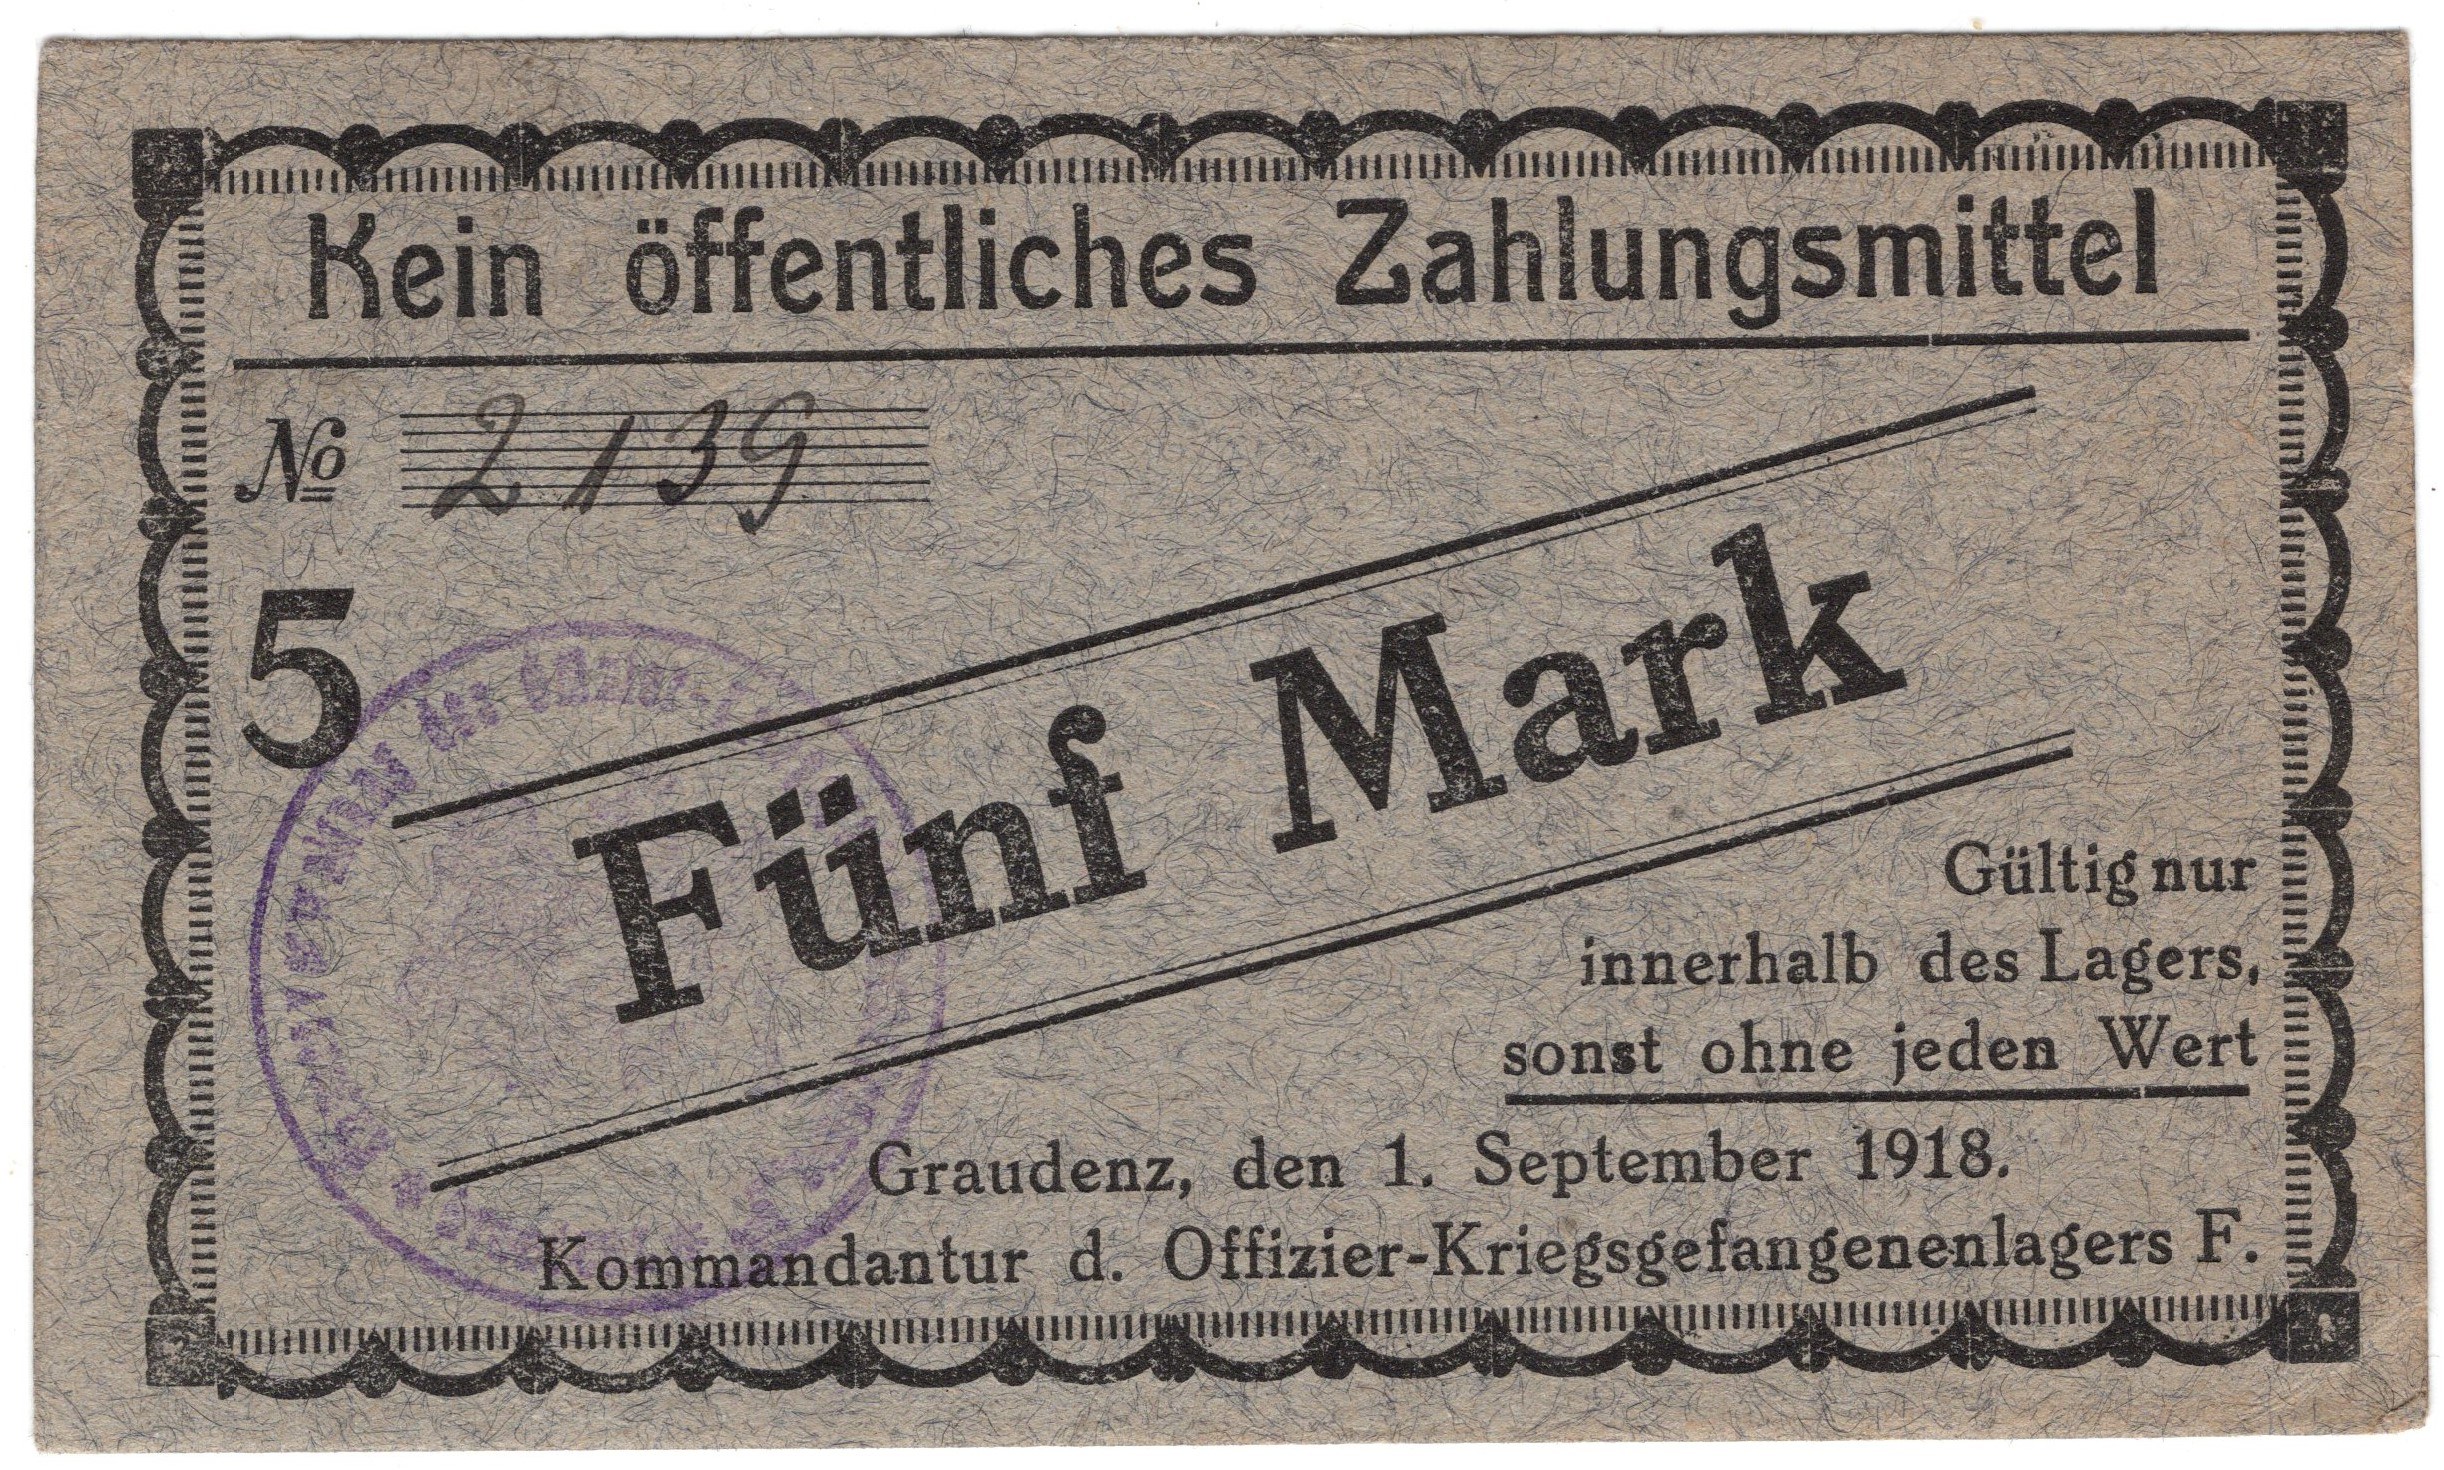 Kein öffentliches Zahlungsmittel
No 2139
5
Fünf Mark
Gültig nur
innerhalb des Lagers,
sonst ohne jeden Wert
Graudenz, den 1. September 1918.
Kommandantur d. Offizier-Kriegsgefangenenlagers F.